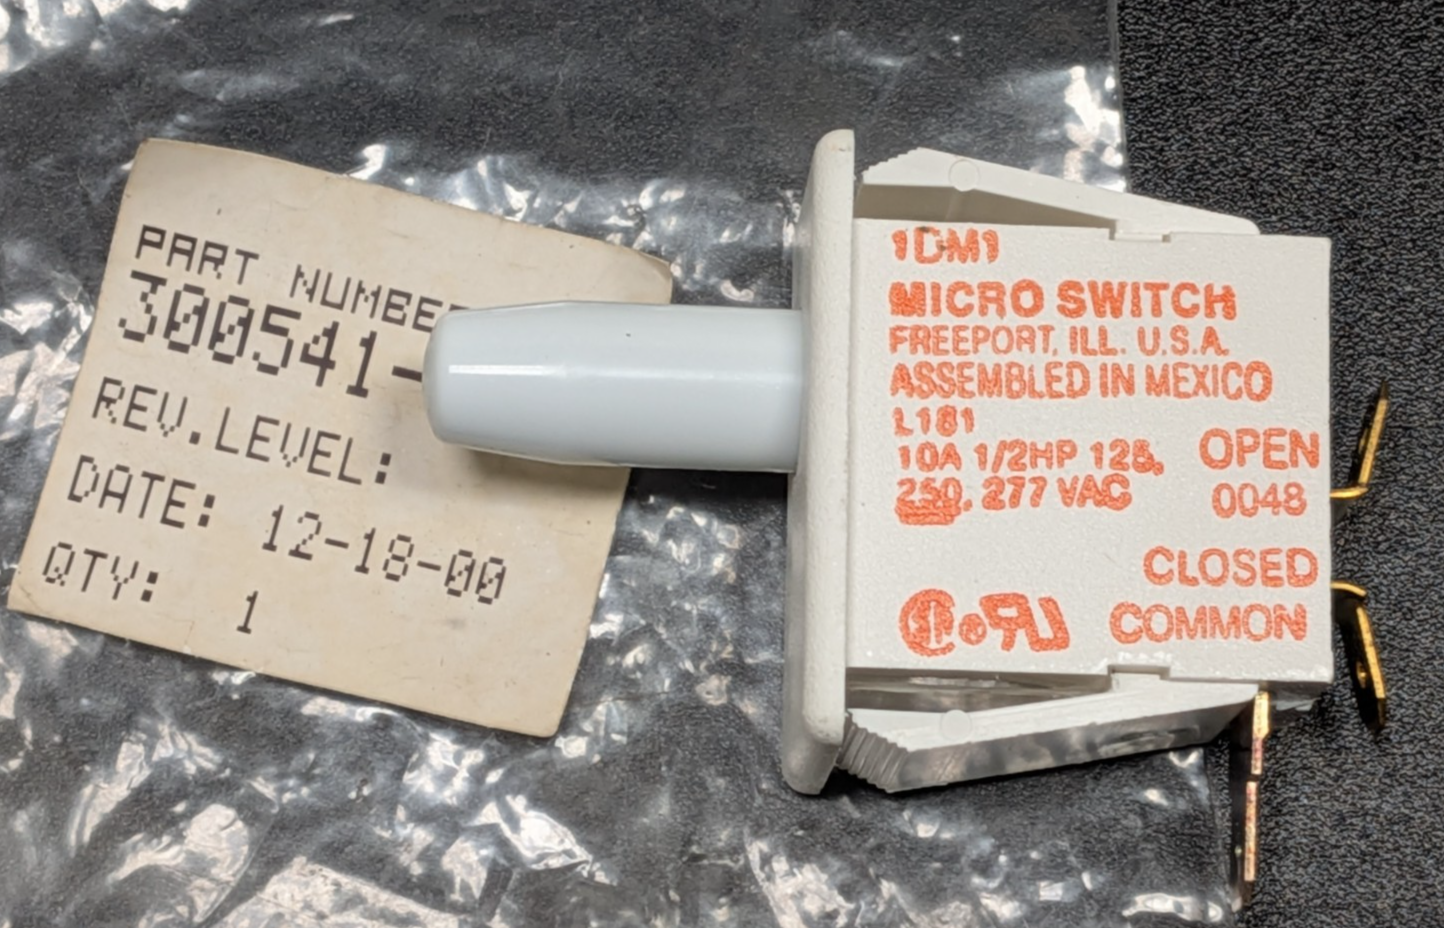 PART NUMBE
300541-
REV.LEVEL:
DATE: 12-18-00
QTY: 1
1DM1
MICRO SWITCH
FREEPORT, ILL. U.S.A.
ASSEMBLED IN MEXICO
L181
10A 1/2HP 125,
250, 277 VAC
OPEN
0048
CLOSED
COMMON